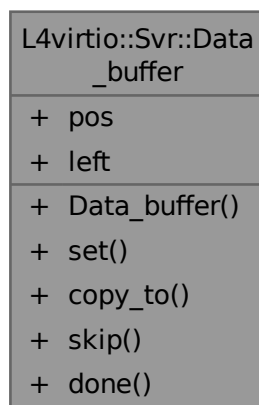 L4virtio::Svr::Data
_buffer
+ pos
+ left
+ Data_buffer()
+ set()
+ copy_to()
+ skip()
+ done()